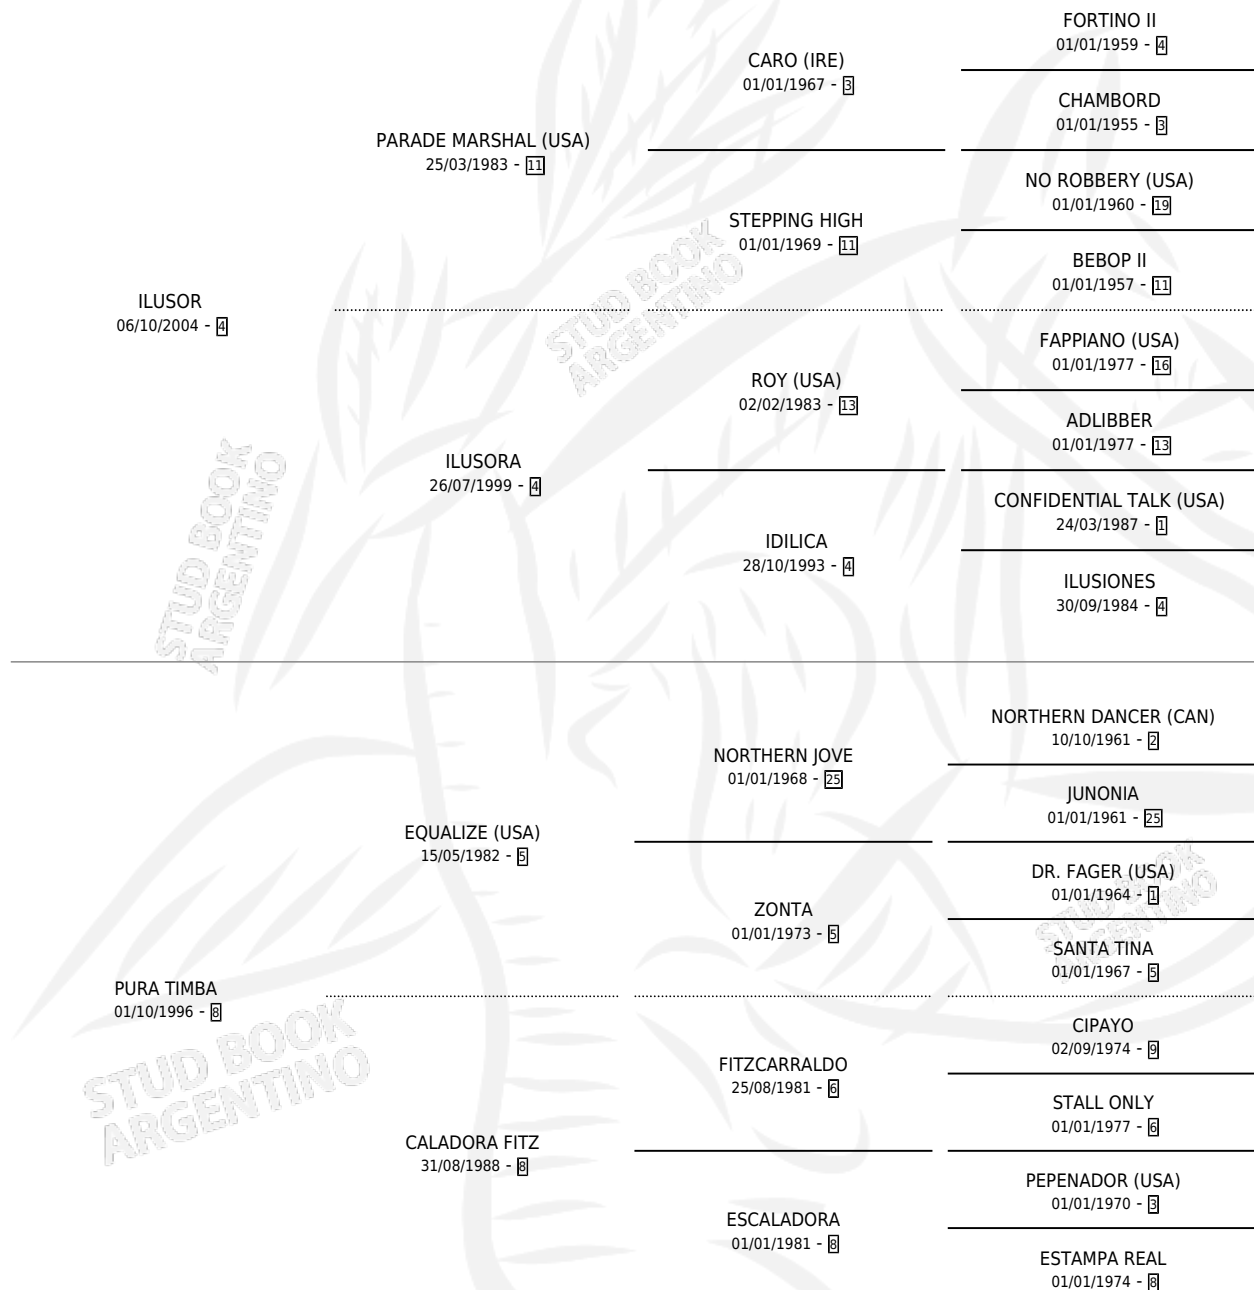 FORTINO II
01/01/1959 - 4
CARO (IRE)
01/01/1967 - 3
CHAMBORD
01/01/1955 - 3
PARADE MARSHAL (USA)
25/03/1983 - 11
NO ROBBERY (USA)
01/01/1960 - 19
STEPPING HIGH
01/01/1969 - 11
BEBOP II
01/01/1957 - 11
ILUSOR
06/10/2004 - 4
FAPPIANO (USA)
01/01/1977 - 16
ROY (USA)
02/02/1983 - 13
ADLIBBER
01/01/1977 - 13
ILUSORA
26/07/1999 - 4
CONFIDENTIAL TALK (USA)
24/03/1987 - 1
IDILICA
28/10/1993 - 4
ILUSIONES
30/09/1984 - 4
STUD BOOK
ARGENTINO
STUD BOOK
ARGENTINO
NORTHERN DANCER (CAN)
10/10/1961 - 2
NORTHERN JOVE
01/01/1968 - 25
JUNONIA
01/01/1961 - 25
EQUALIZE (USA)
15/05/1982 - 5
DR. FAGER (USA)
01/01/1964 - 1
ZONTA
01/01/1973 - 5
SANTA TINA
01/01/1967 - 5
STUD BOOK
ARGENTINO
PURA TIMBA
01/10/1996 - 8
CIPAYO
02/09/1974 - 9
FITZCARRALDO
25/08/1981 - 6
STALL ONLY
01/01/1977 - 6
CALADORA FITZ
31/08/1988 - 8
PEPENADOR (USA)
01/01/1970 - 3
ESCALADORA
01/01/1981 - 8
ESTAMPA REAL
01/01/1974 - 8
STUD BOOK
ARGENTINO